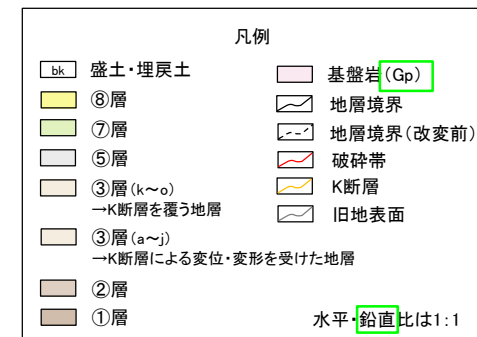 凡例
bk 盛土・埋戻土
⑧層
⑦層
⑤層
③層(k～o)
→K断層を覆う地層
③層(a～j)
→K断層による変位・変形を受けた地層
②層
①層
基盤岩(Gp)
地層境界
地層境界(改変前)
破砕帯
K断層
旧地表面
水平・鉛直比は1:1